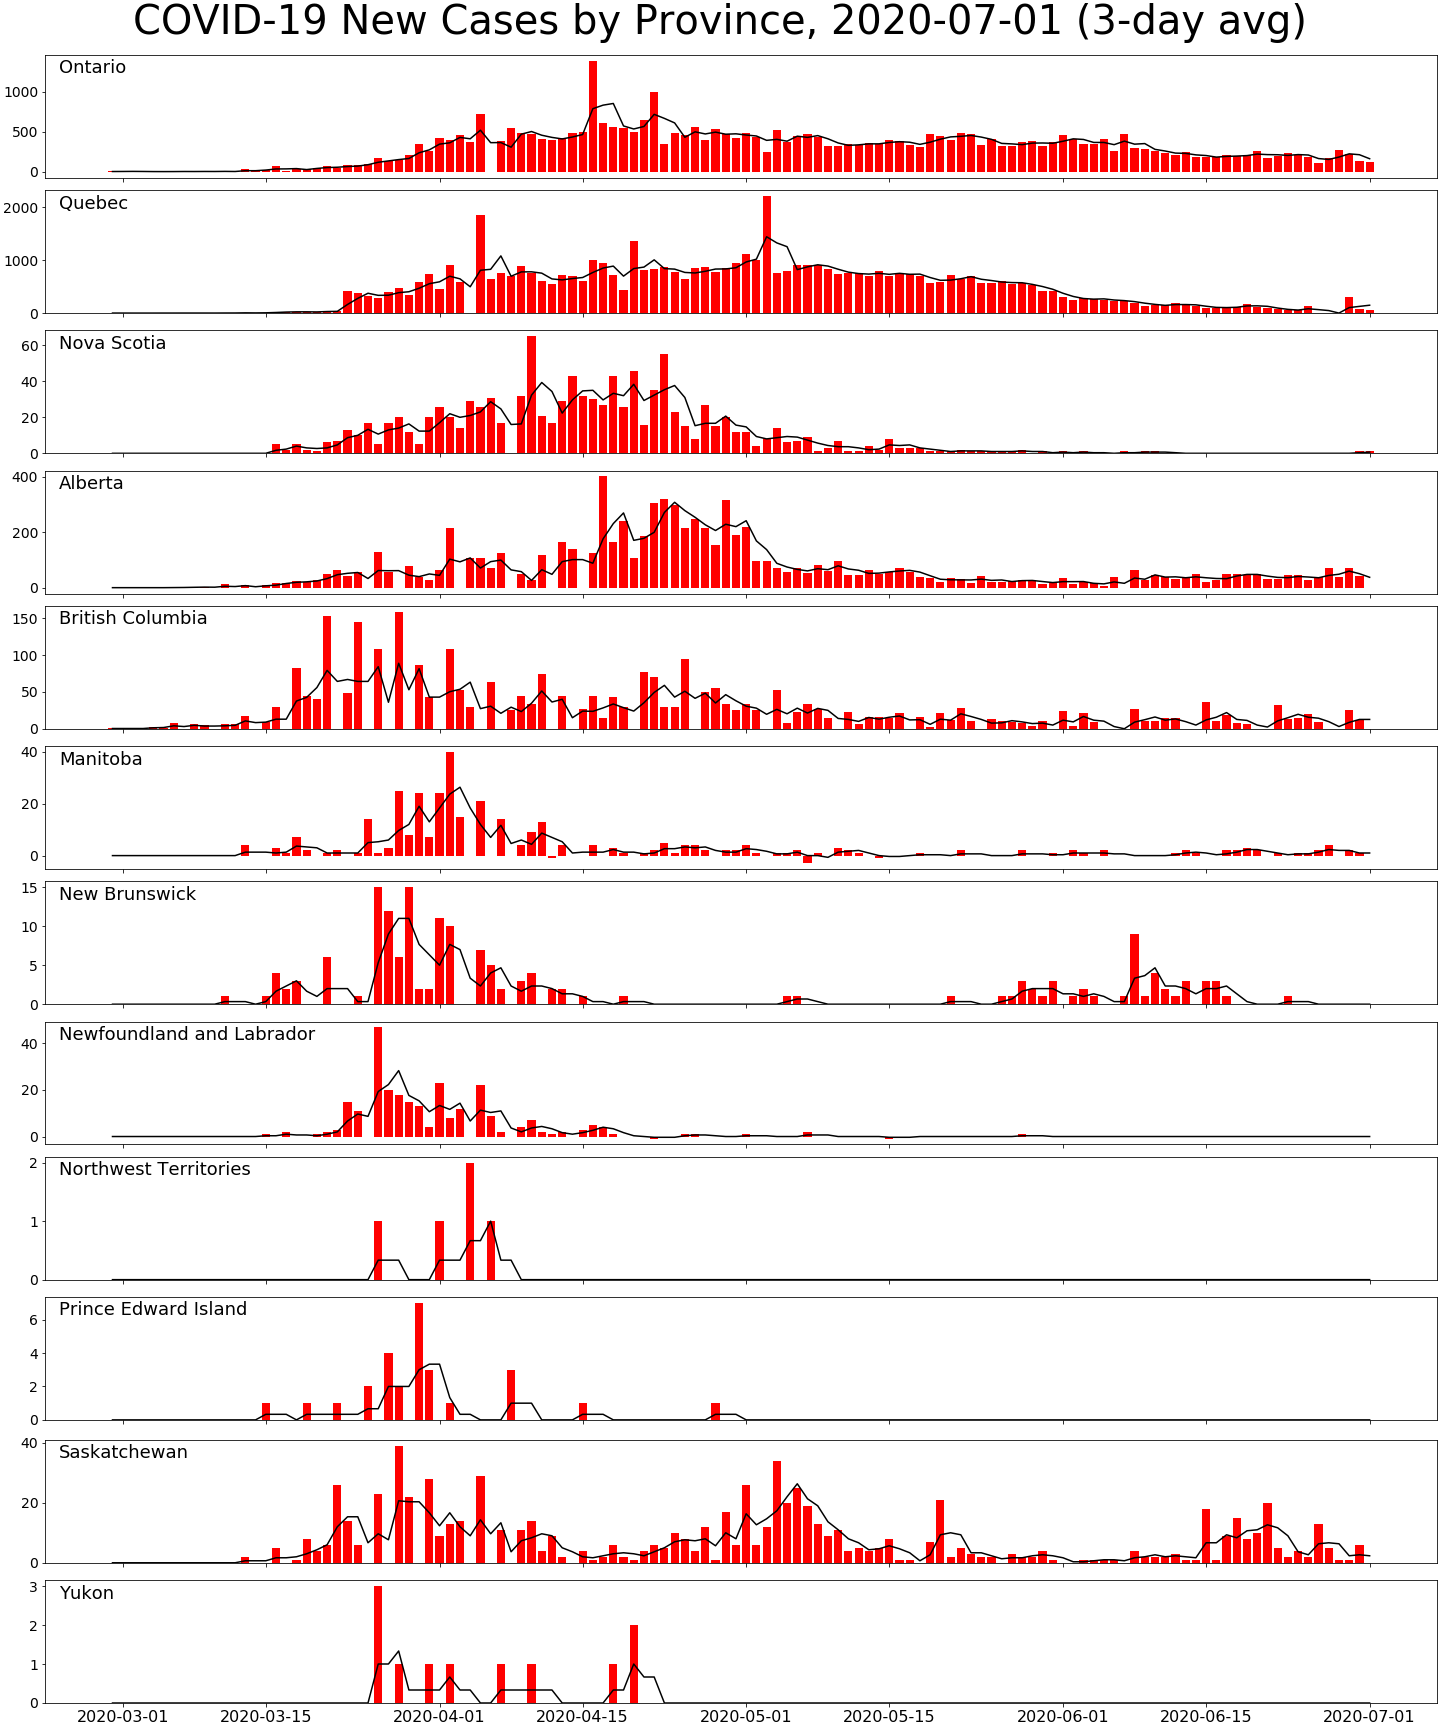 COVID-19 New Cases by Province, 2020-07-01 (3-day avg)
Ontario
1000
500
0
Quebec
2000
1000
0
Nova Scotia
60
40
20
0
Alberta
400
200
0
British Columbia
150
100
50
0
Manitoba
40
20
0
New Brunswick
15
10
5
0
Newfoundland and Labrador
40
20
0
Northwest Territories
2
1
0
Prince Edward Island
6
4
2
0
Saskatchewan
40
20
0
Yukon
3
2
1
0
2020-03-01 2020-03-15 2020-04-01 2020-04-15 2020-05-01 2020-05-15 2020-06-01 2020-06-15 2020-07-01